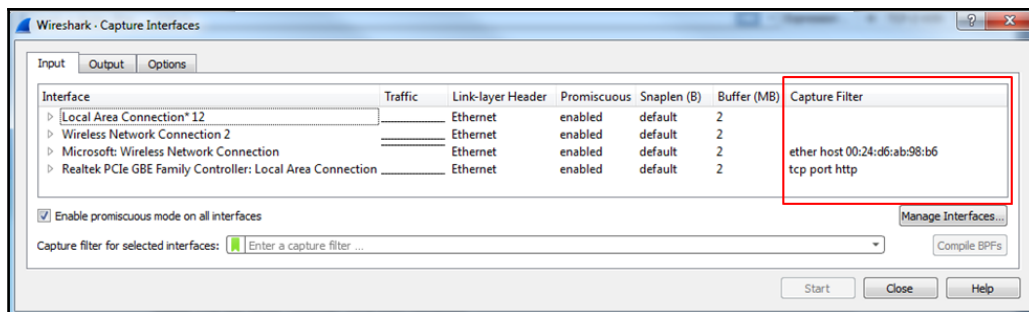 Wireshark · Capture Interfaces
Input Output Options
Interface Traffic Link-layer Header Promiscuous Snaplen (B) Buffer (MB) Capture Filter
Local Area Connection* 12 Ethernet enabled default 2
Wireless Network Connection 2 Ethernet enabled default 2
Microsoft: Wireless Network Connection Ethernet enabled default 2 ether host 00:24:d6:ab:98:b6
Realtek PCIe GBE Family Controller: Local Area Connection Ethernet enabled default 2 tcp port http
Enable promiscuous mode on all interfaces Manage Interfaces...
Capture filter for selected interfaces: Enter a capture filter ... Compile BPFs
Start Close Help